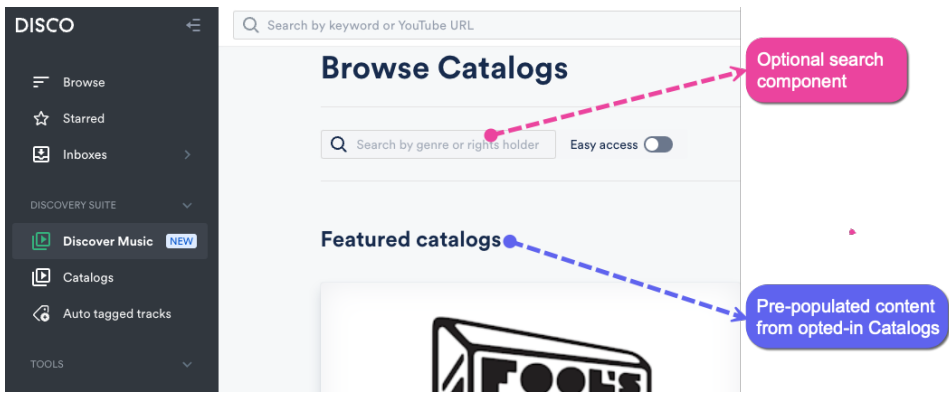 DISCO
Search by keyword or YouTube URL
Browse
Starred
Inboxes
DISCOVERY SUITE
Discover Music NEW
Catalogs
Auto tagged tracks
TOOLS
Browse Catalogs
Search by genre or rights holder
Easy access
Featured catalogs
FOOL'S
Optional search
component
Pre-populated content
from opted-in Catalogs